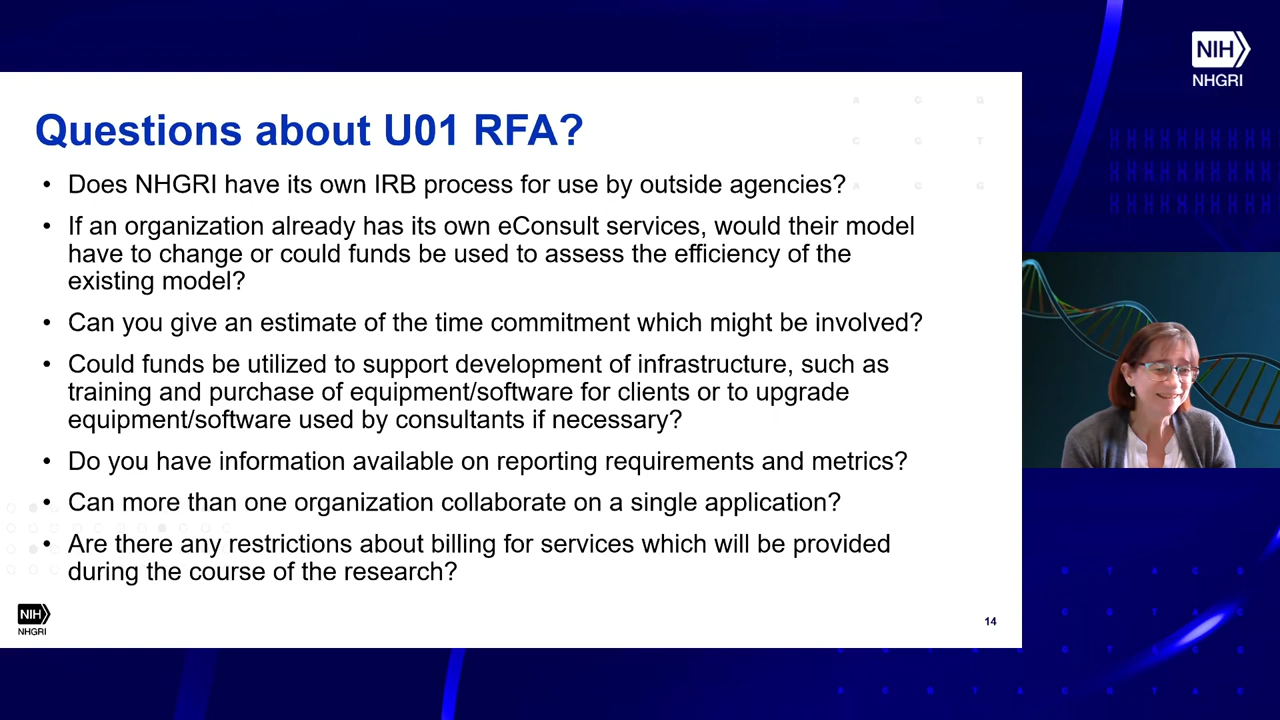 NIH
NHGRI
Questions about U01 RFA?
• Does NHGRI have its own IRB process for use by outside agencies?
• If an organization already has its own eConsult services, would their model
have to change or could funds be used to assess the efficiency of the
existing model?
• Can you give an estimate of the time commitment which might be involved?
• Could funds be utilized to support development of infrastructure, such as
training and purchase of equipment/software for clients or to upgrade
equipment/software used by consultants if necessary?
• Do you have information available on reporting requirements and metrics?
• Can more than one organization collaborate on a single application?
• Are there any restrictions about billing for services which will be provided
during the course of the research?
NIH
NHGRI
14